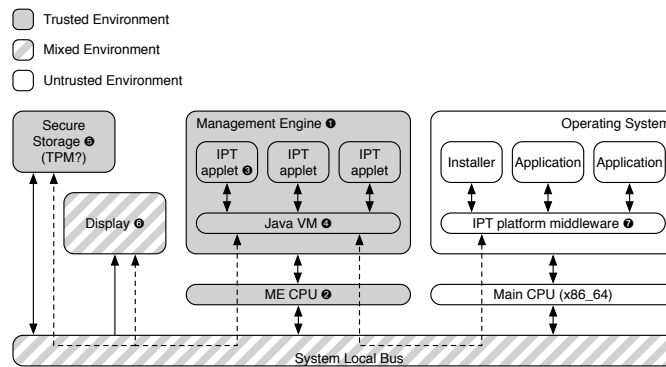 Trusted Environment
Mixed Environment
Untrusted Environment
Secure
Storage ❺
(TPM?)
Management Engine ❶
Operating System
IPT
applet ❸
IPT
applet
IPT
applet
Installer
Application
Application
Display ❻
Java VM ❹
IPT platform middleware ❼
ME CPU ❷
Main CPU (x86_64)
System Local Bus